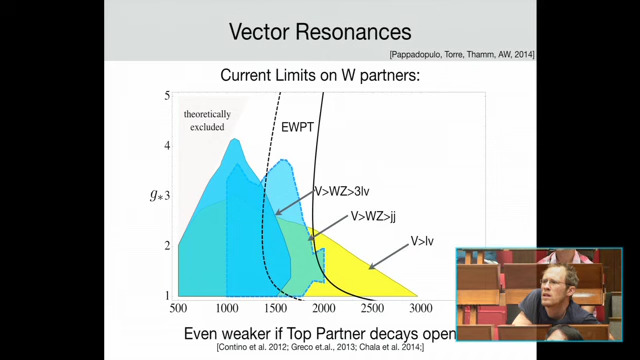 Vector Resonances
[Pappadopulo, Torre, Thamm, AW, 2014]
Current Limits on W partners:
5
theoretically
excluded
EWPT
4
g* 3
V>WZ>3lv
V>WZ>jj
2
V>lv
1
500 1000 1500 2000 2500 3000
Even weaker if Top Partner decays open
[Contino et al. 2012; Greco et.al., 2013; Chala et al. 2014;]